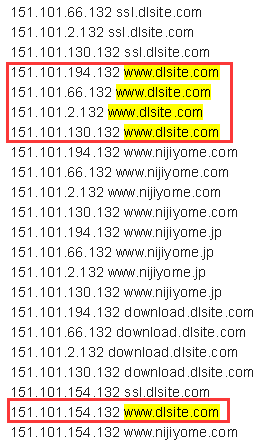 151.101.66.132 ssl.dlsite.com
151.101.2.132 ssl.dlsite.com
151.101.130.132 ssl.dlsite.com
151.101.194.132 www.dlsite.com
151.101.66.132 www.dlsite.com
151.101.2.132 www.dlsite.com
151.101.130.132 www.dlsite.com
151.101.194.132 www.nijiyome.com
151.101.66.132 www.nijiyome.com
151.101.2.132 www.nijiyome.com
151.101.130.132 www.nijiyome.com
151.101.194.132 www.nijiyome.jp
151.101.66.132 www.nijiyome.jp
151.101.2.132 www.nijiyome.jp
151.101.130.132 www.nijiyome.jp
151.101.194.132 download.dlsite.com
151.101.66.132 download.dlsite.com
151.101.2.132 download.dlsite.com
151.101.130.132 download.dlsite.com
151.101.154.132 ssl.dlsite.com
151.101.154.132 www.dlsite.com
151.101.154.132 www.nijiyome.com